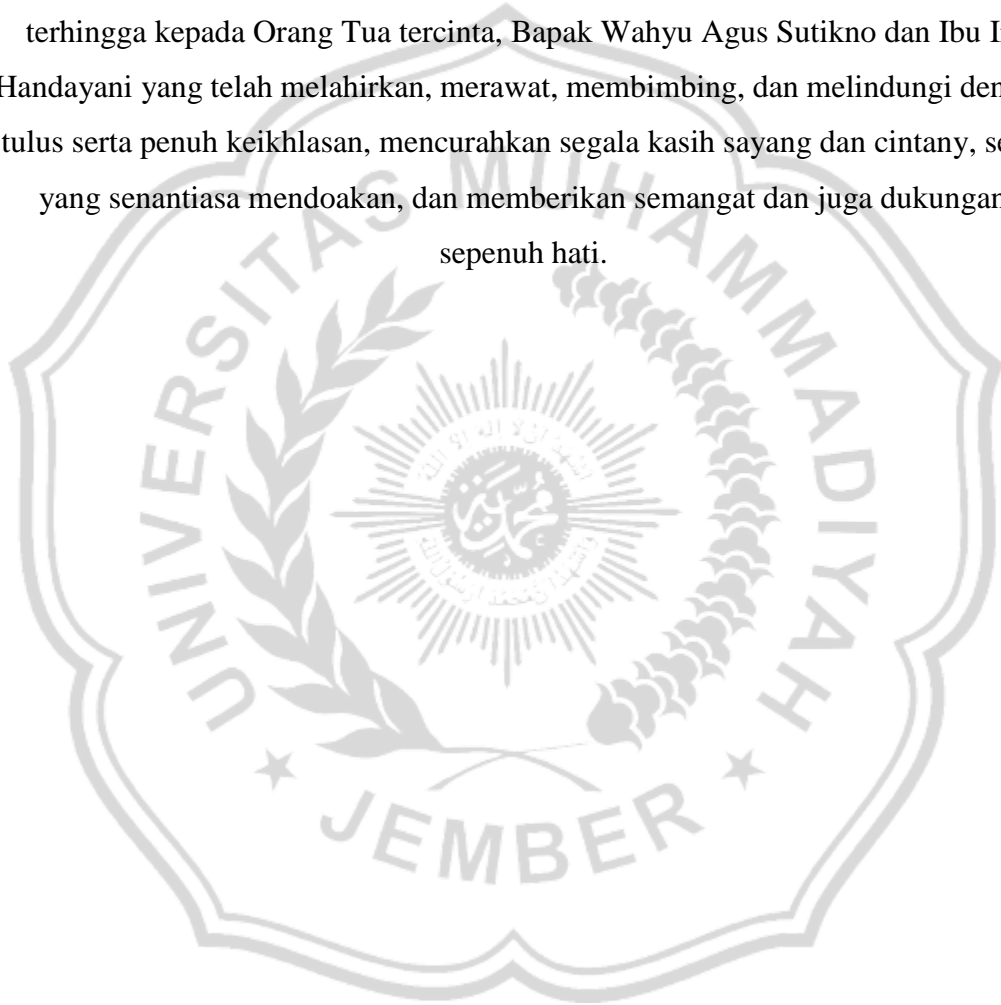 terhingga kepada Orang Tua tercinta, Bapak Wahyu Agus Sutikno dan Ibu
Handayani yang telah melahirkan, merawat, membimbing, dan melindungi
tulus serta penuh keikhlasan, mencurahkan segala kasih sayang dan cintany,
yang senantiasa mendoakan, dan memberikan semangat dan juga dukungan
sepenuh hati.
UNIVERSITAS MUHAMMADIYAH
JEMBER